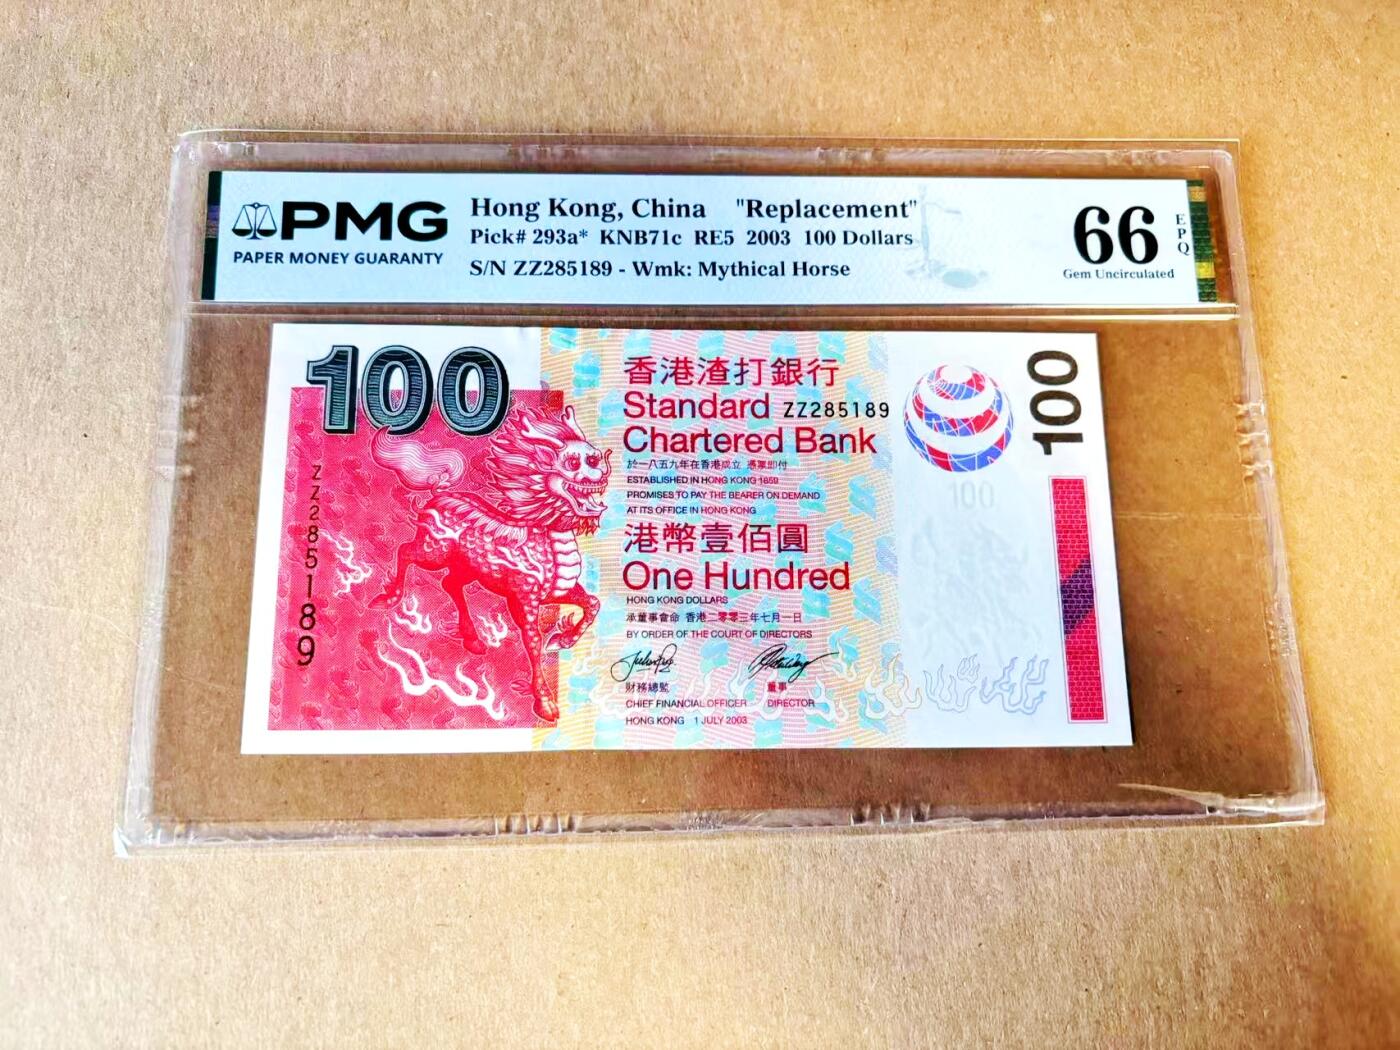 PMG
PAPER MONEY GUARANTY
Hong Kong, China "Replacement"
Pick# 293a* KNB71c RE5 2003 100 Dollars
S/N ZZ285189 - Wmk: Mythical Horse
66
Gem Uncirculated
EPQ
100
ZZ285189
香港渣打銀行
Standard ZZ285189
Chartered Bank
於一八五九年在香港成立 憑票即付
ESTABLISHED IN HONG KONG 1859
PROMISES TO PAY THE BEARER ON DEMAND
AT ITS OFFICE IN HONG KONG
港幣壹佰圓
One Hundred
HONG KONG DOLLARS
承董事會命 香港二零零三年七月一日
BY ORDER OF THE COURT OF DIRECTORS
財務總監 董事
CHIEF FINANCIAL OFFICER DIRECTOR
HONG KONG 1 JULY 2003
100
100